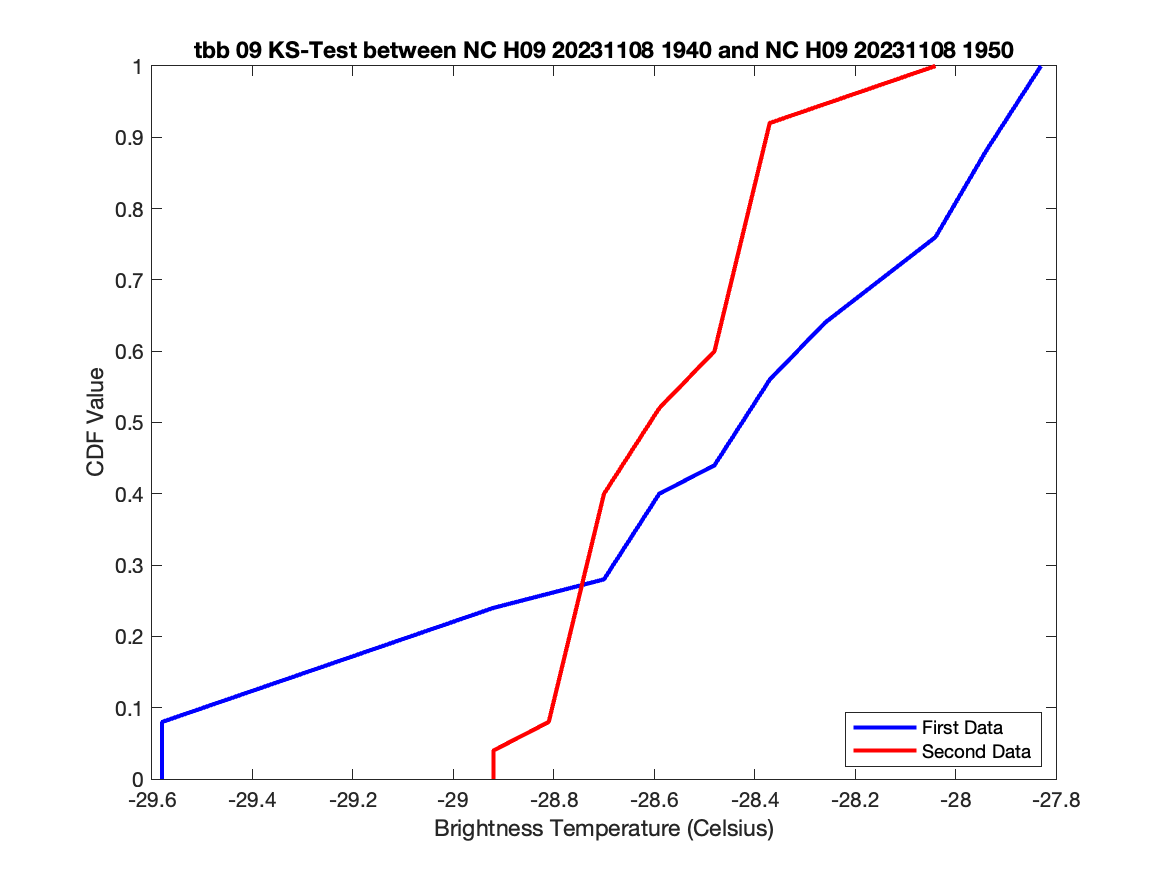 tbb 09 KS-Test between NC H09 20231108 1940 and NC H09 20231108 1950
1
0.9
0.8
0.7
0.6
0.5
0.4
0.3
0.2
0.1
0
CDF Value
First Data
Second Data
-29.6 -29.4 -29.2 -29 -28.8 -28.6 -28.4 -28.2 -28 -27.8
Brightness Temperature (Celsius)